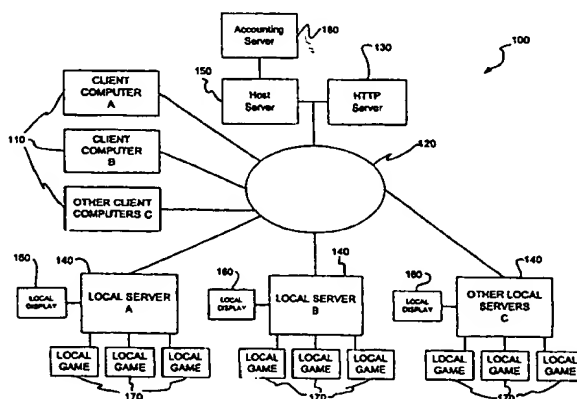 Accounting
Server
180
100
150
130
Host
Server
HTTP
Server
CLIENT
COMPUTER
A
110
CLIENT
COMPUTER
B
120
OTHER CLIENT
COMPUTERS C
160
140
LOCAL
DISPLAY
LOCAL SERVER
A
160
140
LOCAL
DISPLAY
LOCAL SERVER
B
160
140
LOCAL
DISPLAY
OTHER LOCAL
SERVERS
C
LOCAL
GAME
LOCAL
GAME
LOCAL
GAME
170
LOCAL
GAME
LOCAL
GAME
LOCAL
GAME
170
LOCAL
GAME
LOCAL
GAME
LOCAL
GAME
170